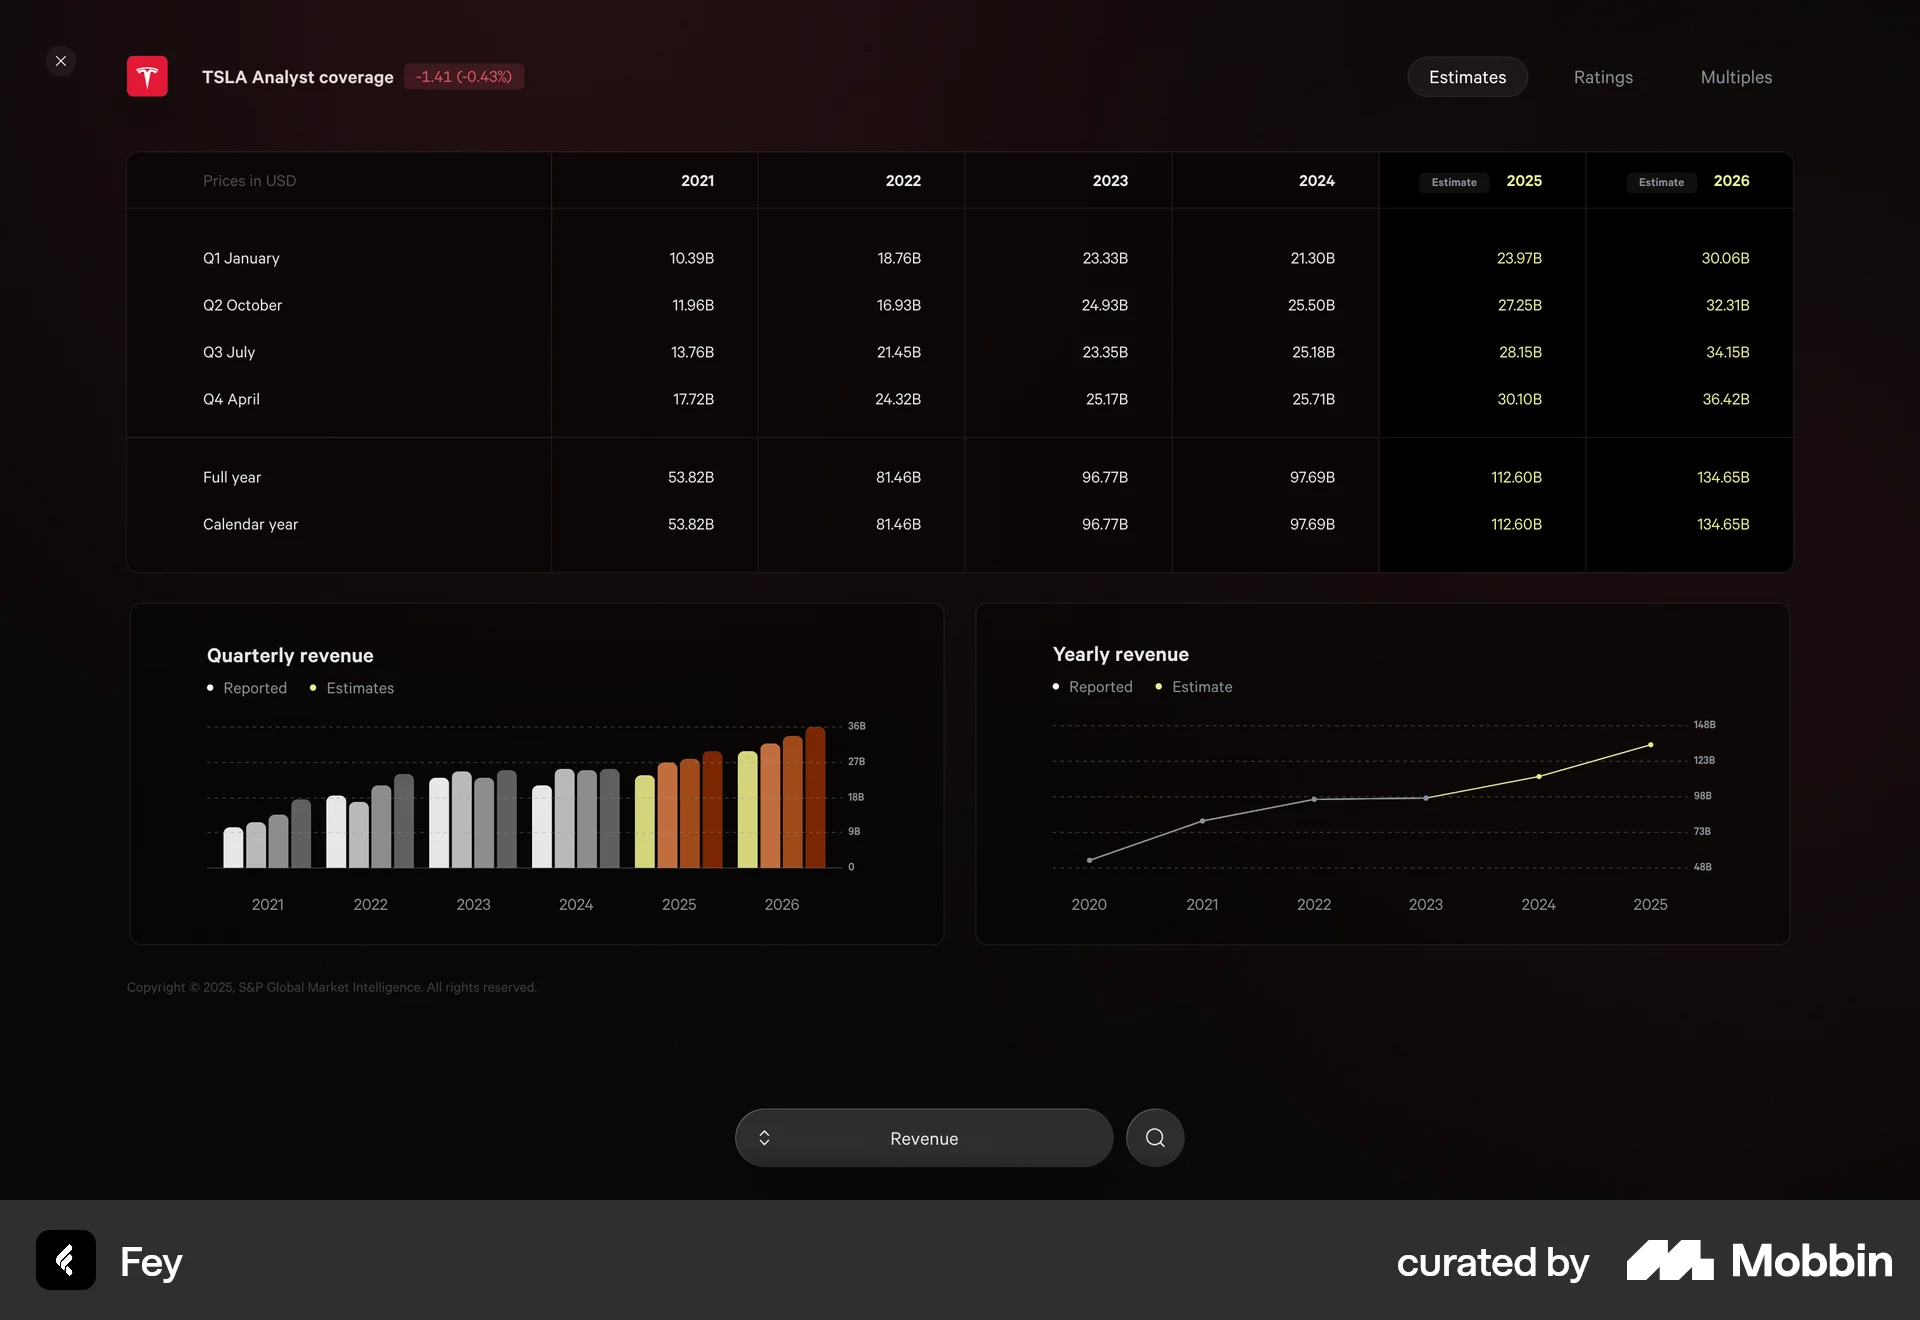 TSLA Analyst coverage -1.41 (-0.43%) Estimates Ratings Multiples
Prices in USD 2021 2022 2023 2024 Estimate 2025 Estimate 2026
Q1 January 10.39B 18.76B 23.33B 21.30B 23.97B 30.06B
Q2 October 11.96B 16.93B 24.93B 25.50B 27.25B 32.31B
Q3 July 13.76B 21.45B 23.35B 25.18B 28.15B 34.15B
Q4 April 17.72B 24.32B 25.17B 25.71B 30.10B 36.42B
Full year 53.82B 81.46B 96.77B 97.69B 112.60B 134.65B
Calendar year 53.82B 81.46B 96.77B 97.69B 112.60B 134.65B
Quarterly revenue
Reported Estimates
36B
27B
18B
9B
0
2021 2022 2023 2024 2025 2026
Yearly revenue
Reported Estimate
148B
123B
98B
73B
48B
2020 2021 2022 2023 2024 2025
Copyright © 2025, S&P Global Market Intelligence. All rights reserved.
Revenue
Fey
curated by Mobbin